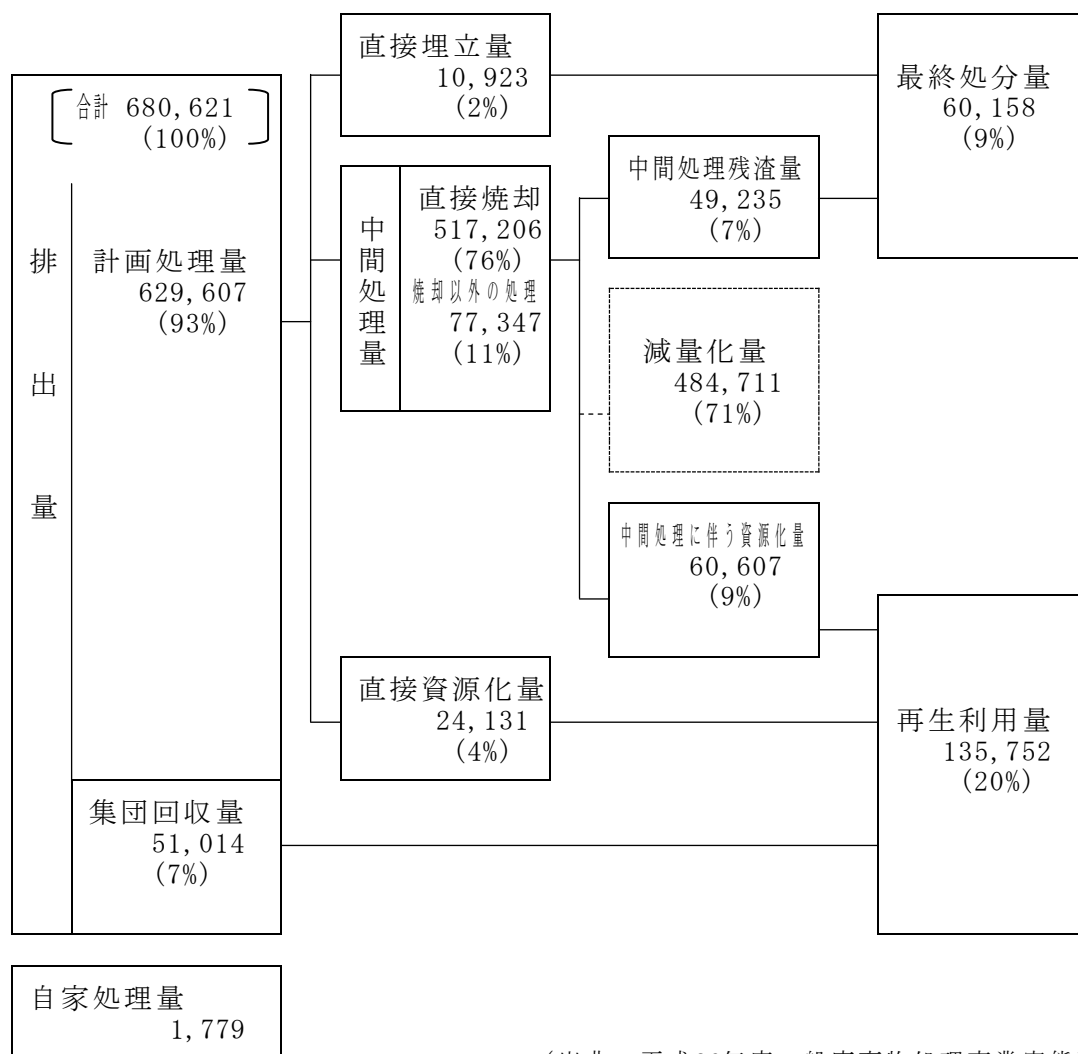 合計 680,621
(100%)
排出量
計画処理量
629,607
(93%)
集団回収量
51,014
(7%)
自家処理量
1,779
直接埋立量
10,923
(2%)
中間処理量
直接焼却
517,206
(76%)
焼却以外の処理
77,347
(11%)
直接資源化量
24,131
(4%)
中間処理残渣量
49,235
(7%)
減量化量
484,711
(71%)
中間処理に伴う資源化量
60,607
(9%)
最終処分量
60,158
(9%)
再生利用量
135,752
(20%)